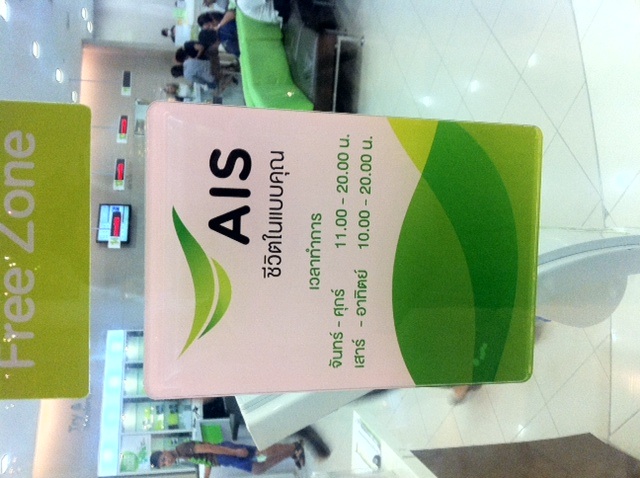 Free Zone
AIS
ชีวิตในแบบคุณ
เวลาทำการ
จันทร์ - ศุกร์ 11.00 - 20.00 น.
เสาร์ - อาทิตย์ 10.00 - 20.00 น.